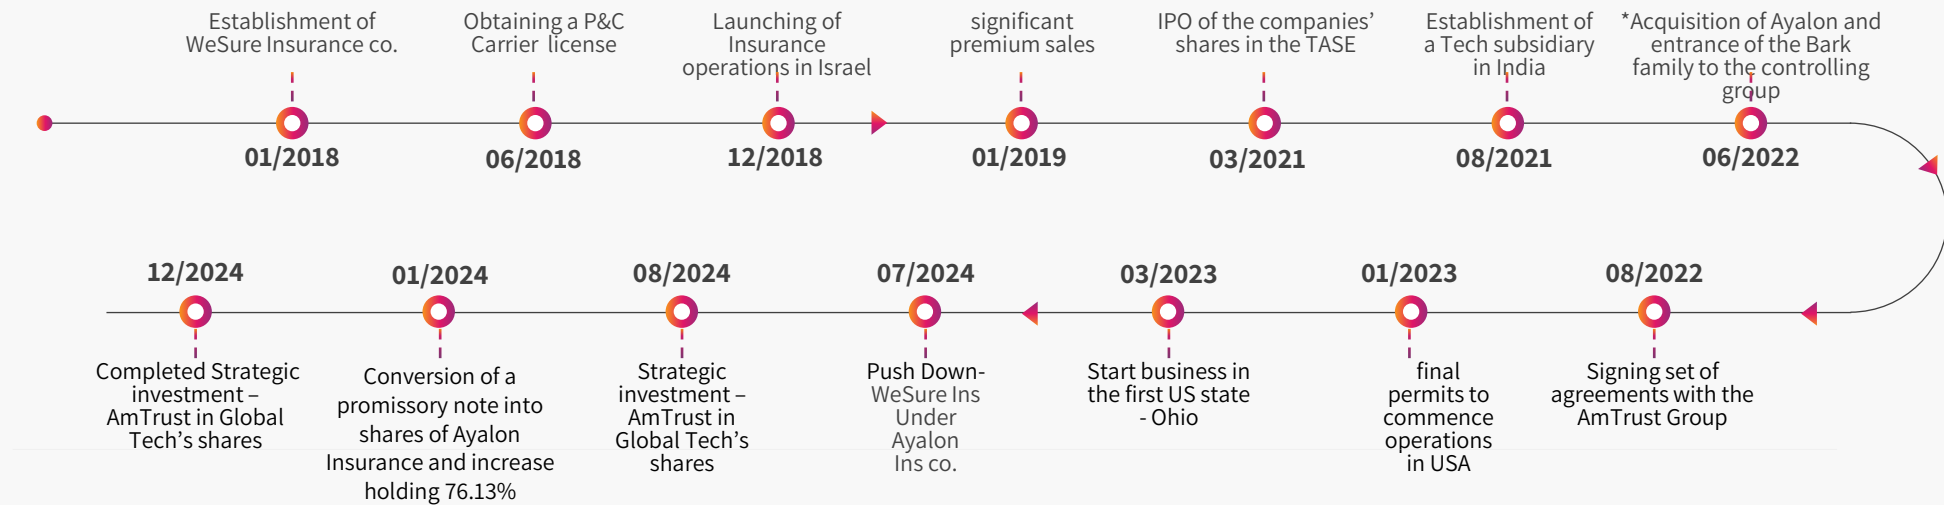 Establishment of
WeSure Insurance co.
01/2018
Obtaining a P&C
Carrier license
06/2018
Launching of
Insurance
operations in Israel
12/2018
significant
premium sales
01/2019
IPO of the companies’
shares in the TASE
03/2021
Establishment of
a Tech subsidiary
in India
08/2021
*Acquisition of Ayalon and
entrance of the Bark
family to the controlling
group
06/2022
08/2022
Signing set of
agreements with the
AmTrust Group
01/2023
final
permits to
commence
operations
in USA
03/2023
Start business in
the first US state
- Ohio
07/2024
Push Down-
WeSure Ins
Under
Ayalon
Ins co.
08/2024
Strategic
investment –
AmTrust in
Global Tech’s
shares
01/2024
Conversion of a
promissory note into
shares of Ayalon
Insurance and increase
holding 76.13%
12/2024
Completed Strategic
investment –
AmTrust in Global
Tech’s shares